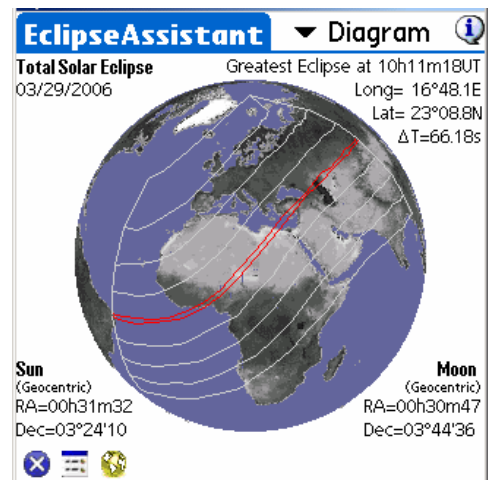 EclipseAssistant ▼ Diagram i
Total Solar Eclipse Greatest Eclipse at 10h11m18UT
03/29/2006 Long= 16°48.1E
Lat= 23°08.8N
ΔT=66.18s
Sun Moon
(Geocentric) (Geocentric)
RA=00h31m32 RA=00h30m47
Dec=03°24'10 Dec=03°44'36